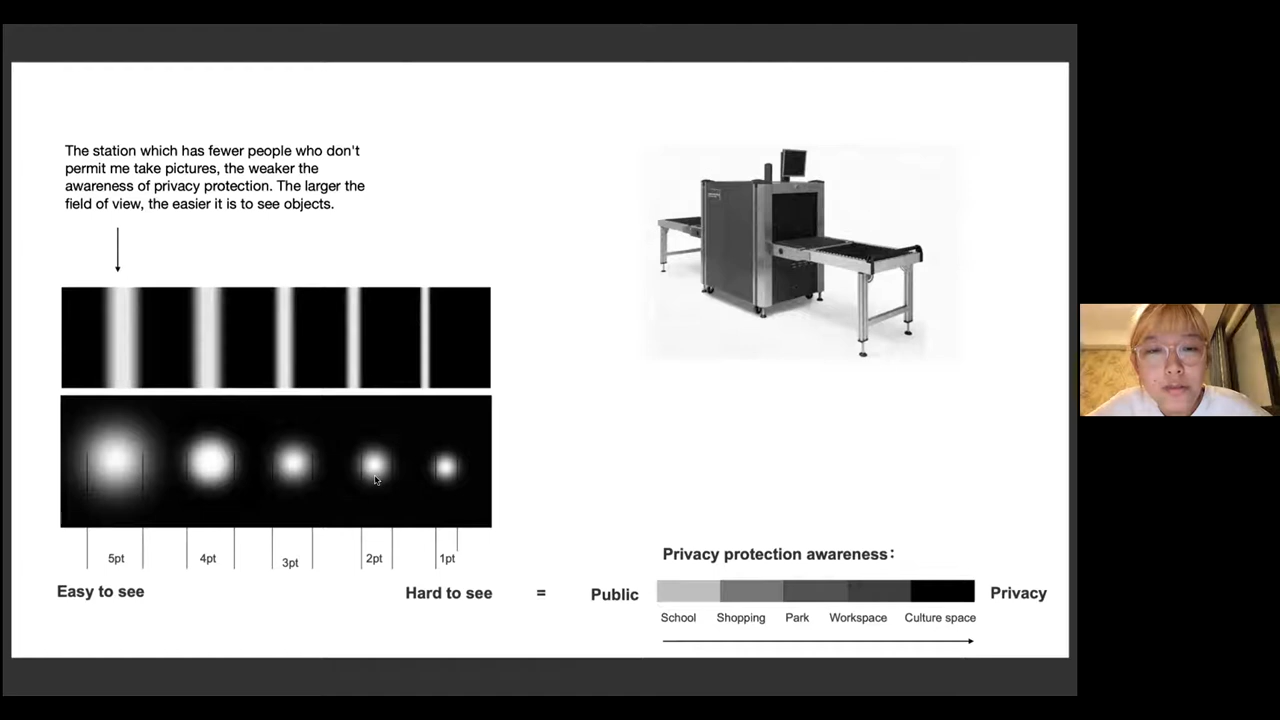 The station which has fewer people who don't
permit me take pictures, the weaker the
awareness of privacy protection. The larger the
field of view, the easier it is to see objects.
5pt 4pt 3pt 2pt 1pt
Easy to see Hard to see = Public Privacy
Privacy protection awareness：
School Shopping Park Workspace Culture space